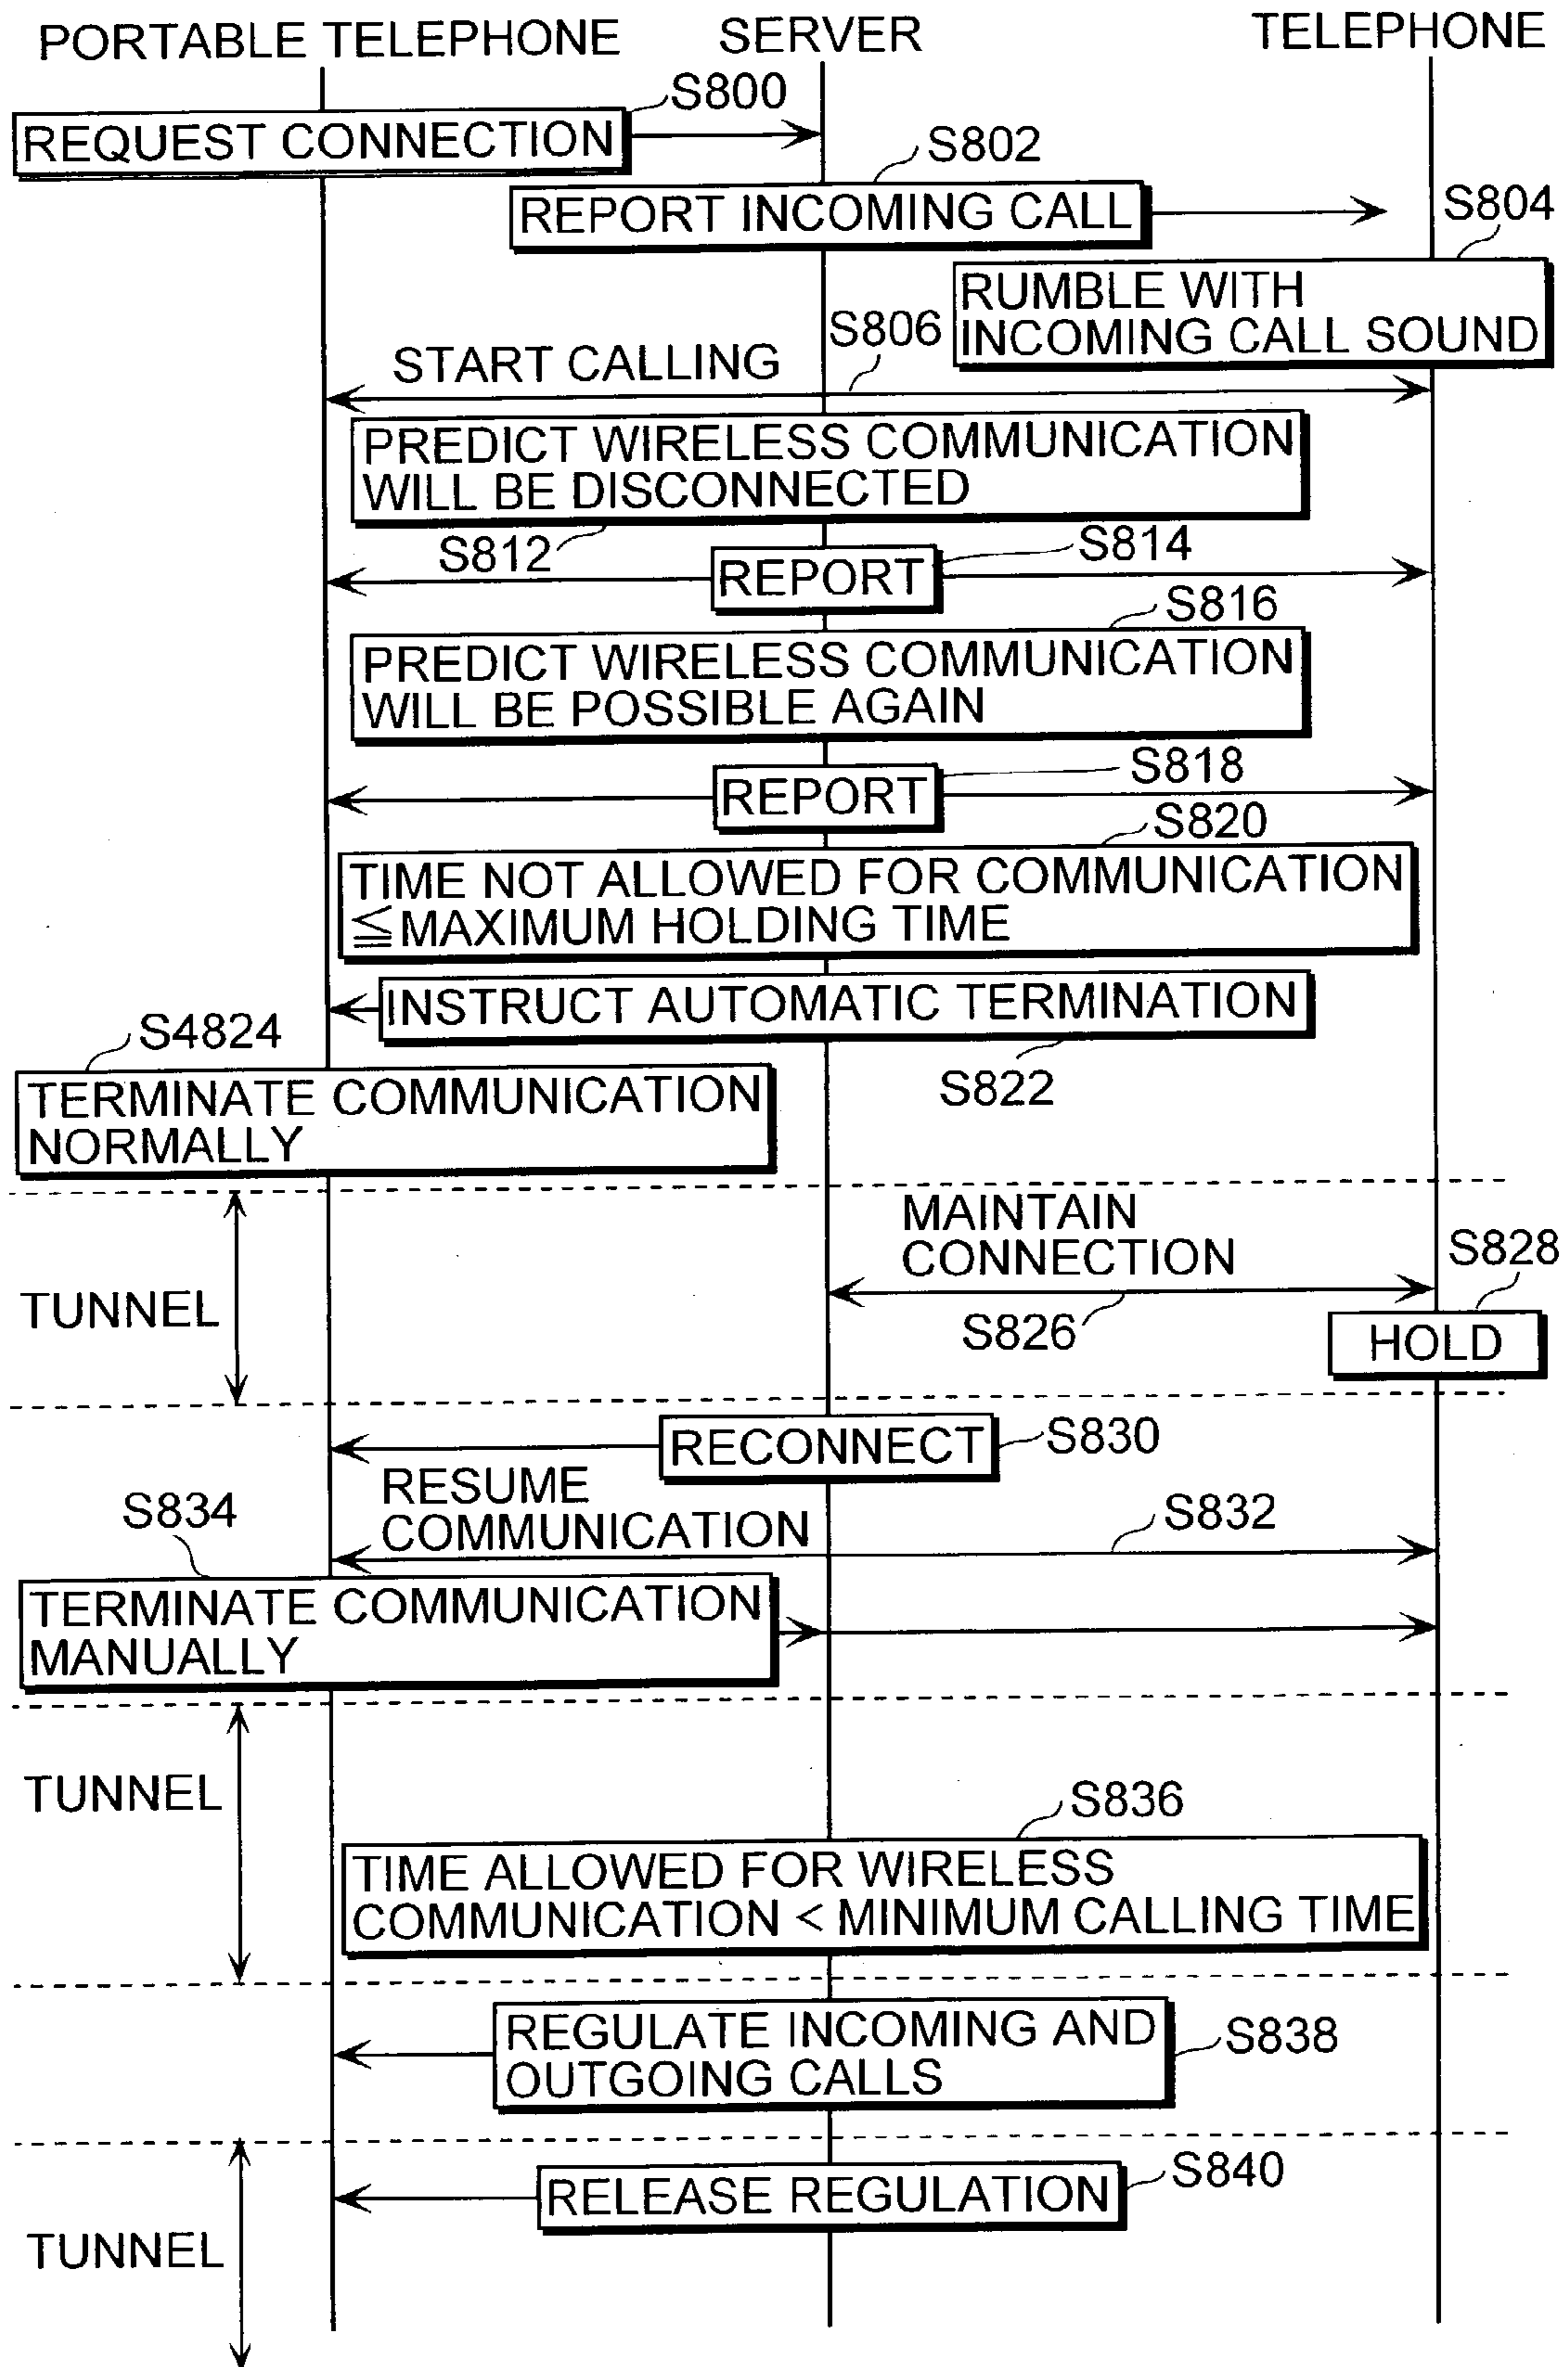 PORTABLE TELEPHONE
SERVER
TELEPHONE
S800
REQUEST CONNECTION
S802
REPORT INCOMING CALL
S804
RUMBLE WITH
INCOMING CALL SOUND
S806
START CALLING
PREDICT WIRELESS COMMUNICATION
WILL BE DISCONNECTED
S812
S814
REPORT
S816
PREDICT WIRELESS COMMUNICATION
WILL BE POSSIBLE AGAIN
S818
REPORT
S820
TIME NOT ALLOWED FOR COMMUNICATION
≦MAXIMUM HOLDING TIME
INSTRUCT AUTOMATIC TERMINATION
S822
S4824
TERMINATE COMMUNICATION
NORMALLY
MAINTAIN
CONNECTION
S828
TUNNEL
S826
HOLD
RECONNECT
S830
RESUME
COMMUNICATION
S832
S834
TERMINATE COMMUNICATION
MANUALLY
TUNNEL
S836
TIME ALLOWED FOR WIRELESS
COMMUNICATION < MINIMUM CALLING TIME
REGULATE INCOMING AND
OUTGOING CALLS
S838
S840
RELEASE REGULATION
TUNNEL